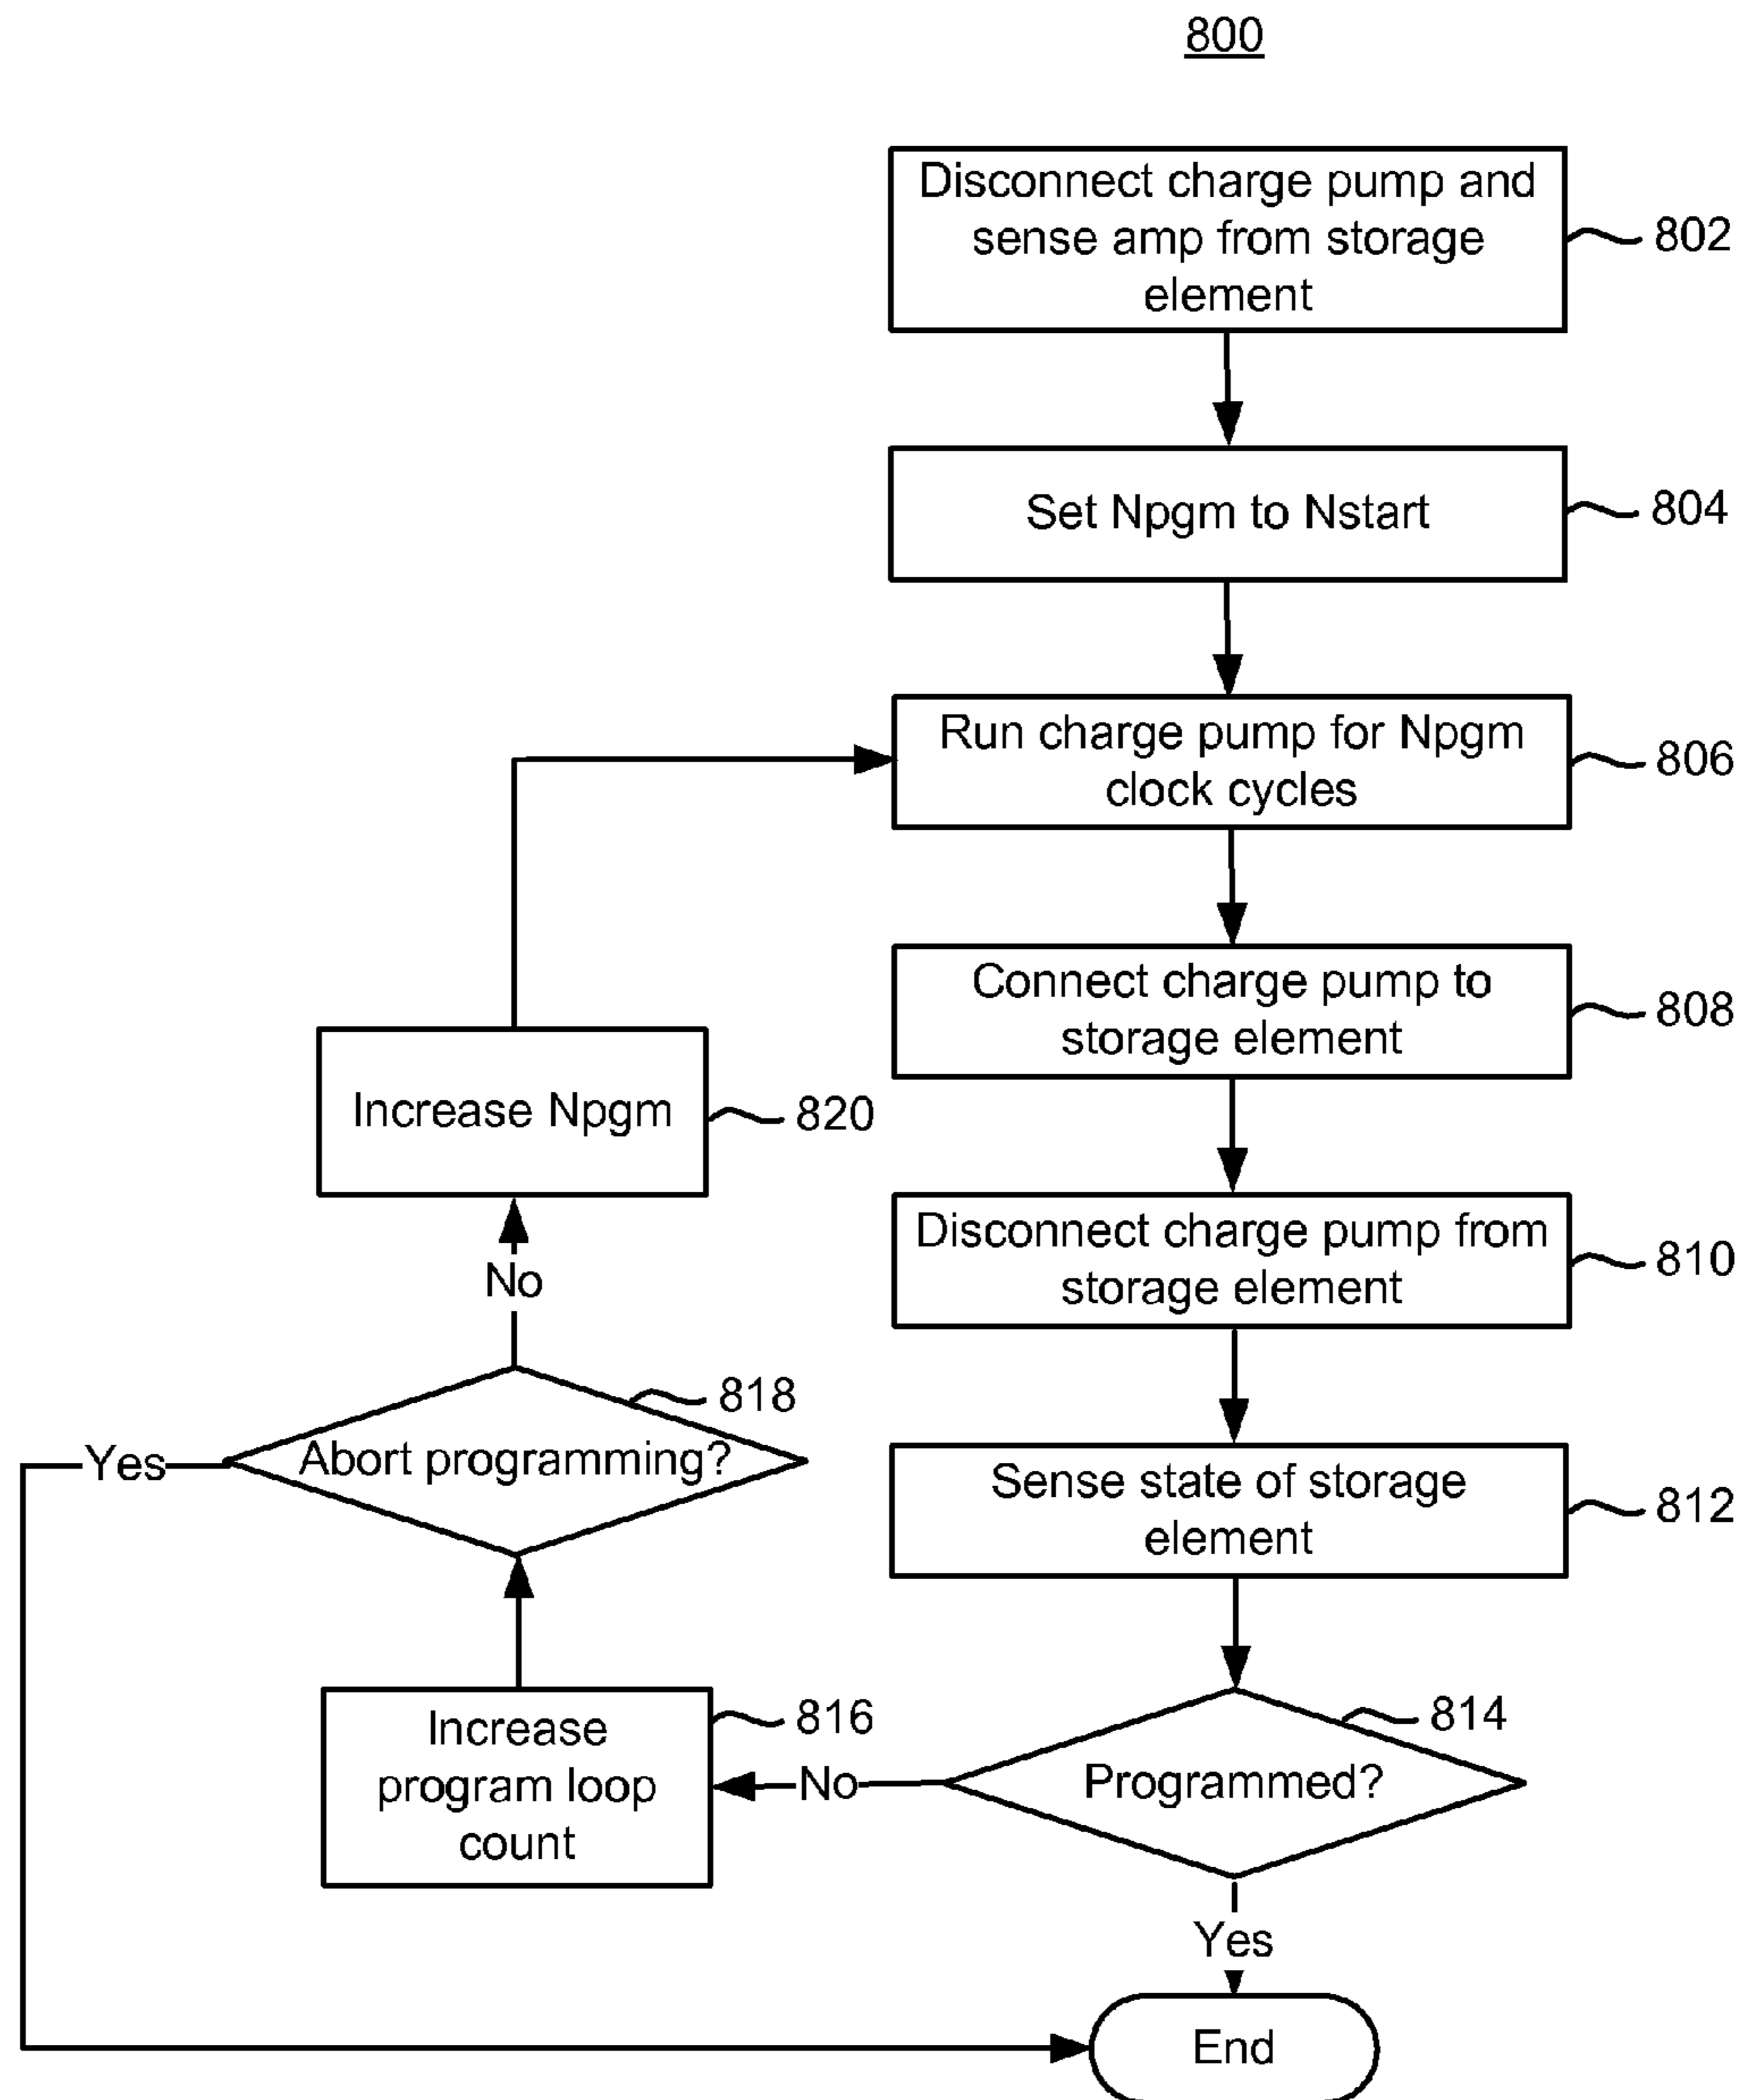 800
Disconnect charge pump and
sense amp from storage
element
802
Set Npgm to Nstart
804
Run charge pump for Npgm
clock cycles
806
Connect charge pump to
storage element
808
Increase Npgm
820
Disconnect charge pump from
storage element
810
No
818
Abort programming?
Yes
Sense state of storage
element
812
Increase
program loop
count
816
No
814
Programmed?
Yes
End